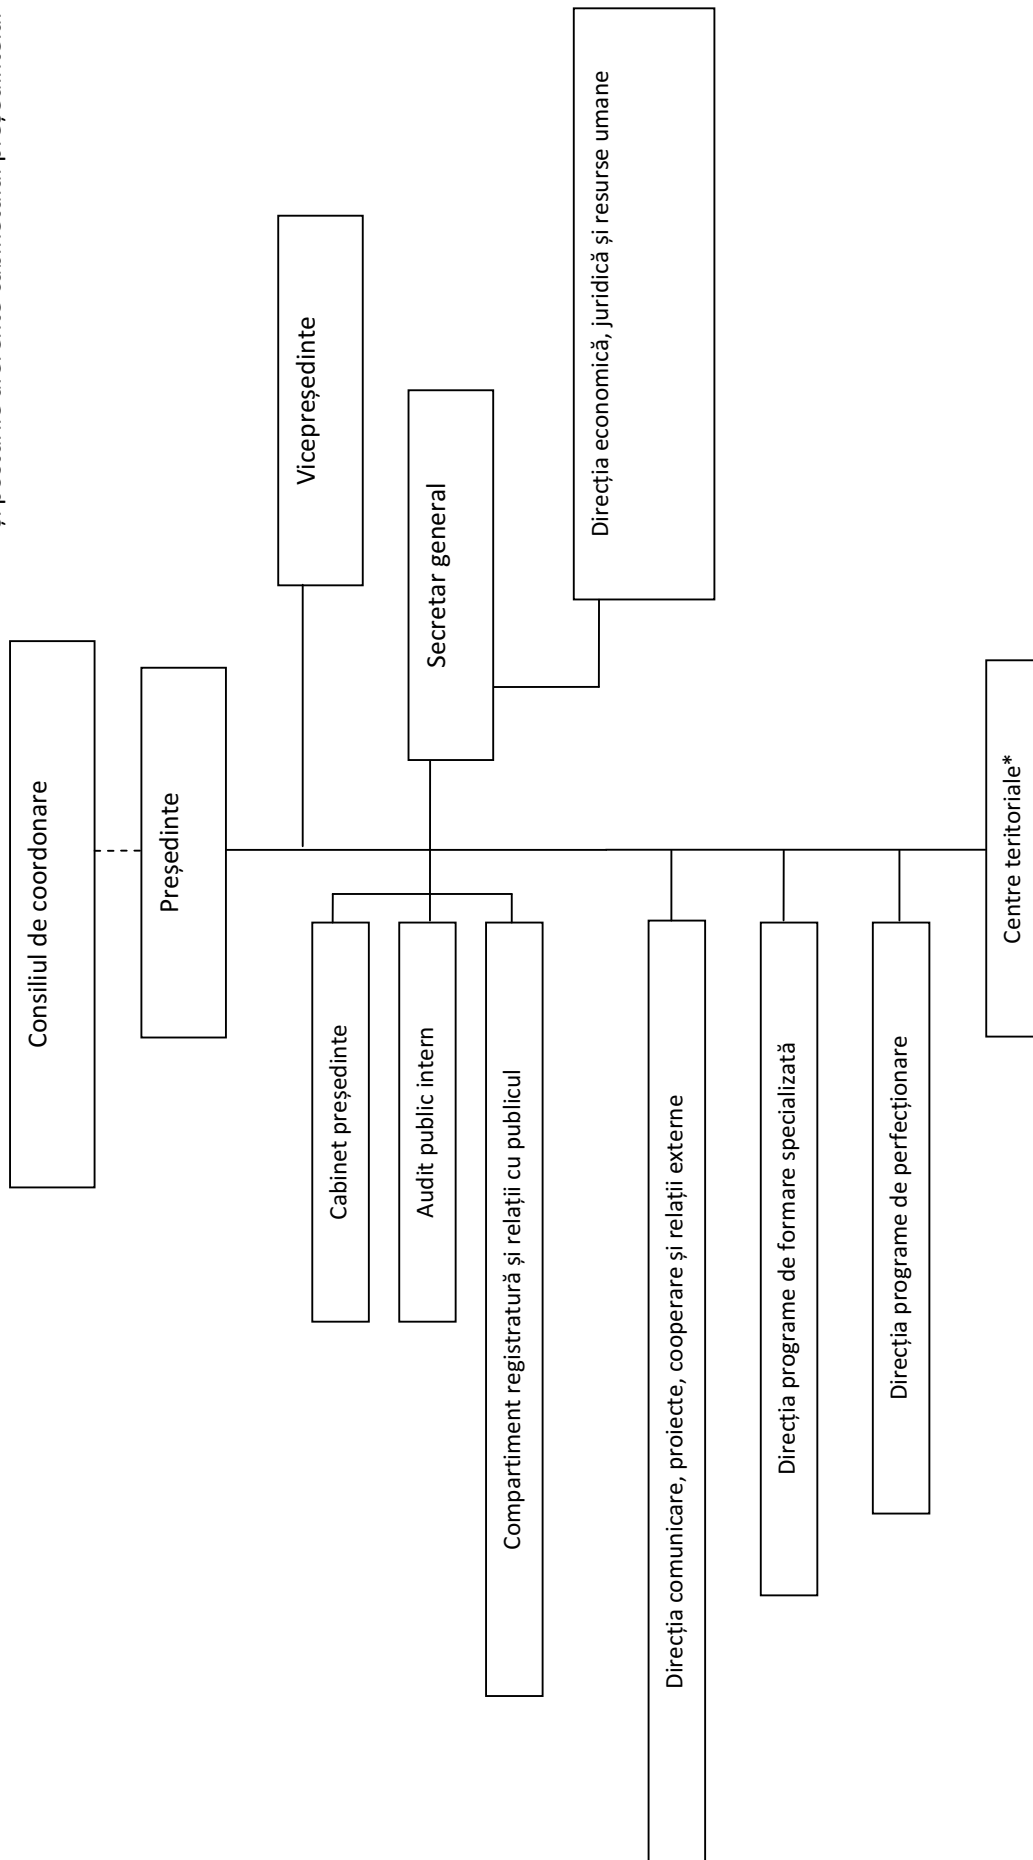 Consiliul de coordonare
Președinte
Vicepreședinte
Secretar general
Direcția economică, juridică și resurse umane
Cabinet președinte
Audit public intern
Compartiment registratură și relații cu publicul
Direcția comunicare, proiecte, cooperare și relații externe
Direcția programe de formare specializată
Direcția programe de perfecționare
Centre teritoriale*